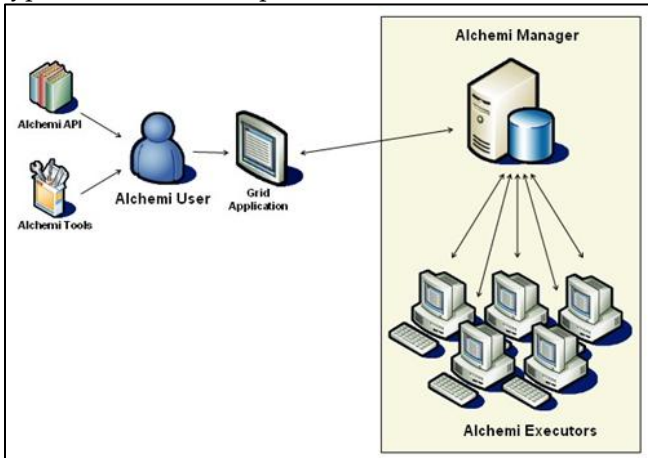 Alchemi Manager
Alchemi API
Alchemi User
Grid
Application
Alchemi Tools
Alchemi Executors